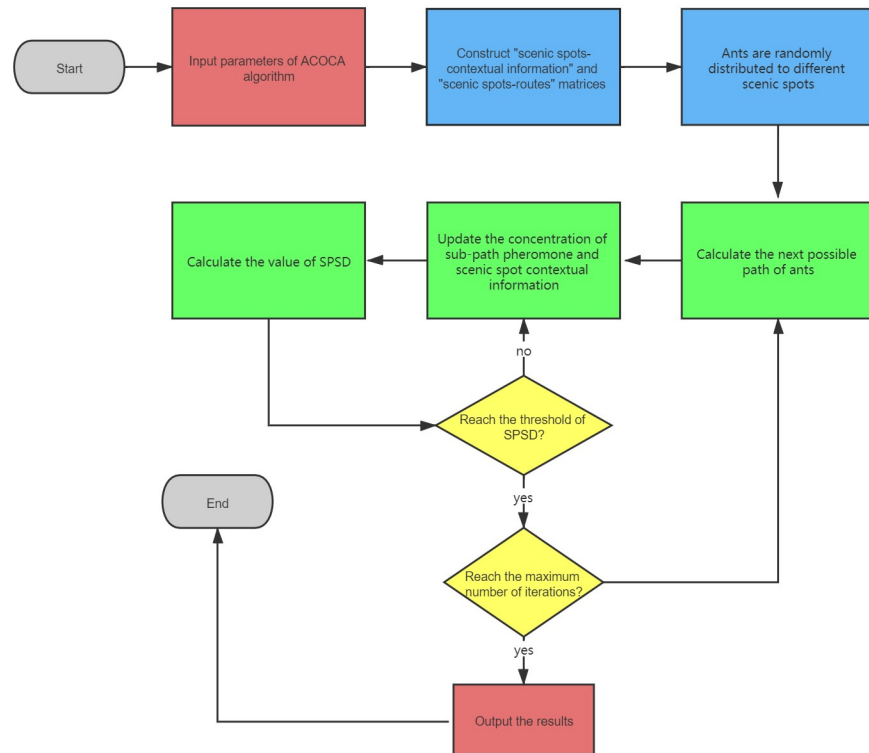 Start
Input parameters of ACOCA
algorithm
Construct "scenic spots-
contextual information" and
"scenic spots-routes" matrices
Ants are randomly
distributed to different
scenic spots
Calculate the value of SPSD
Update the concentration of
sub-path pheromone and
scenic spot contextual
information
Calculate the next possible
path of ants
no
Reach the threshold of
SPSD?
yes
End
Reach the maximum
number of iterations?
yes
Output the results